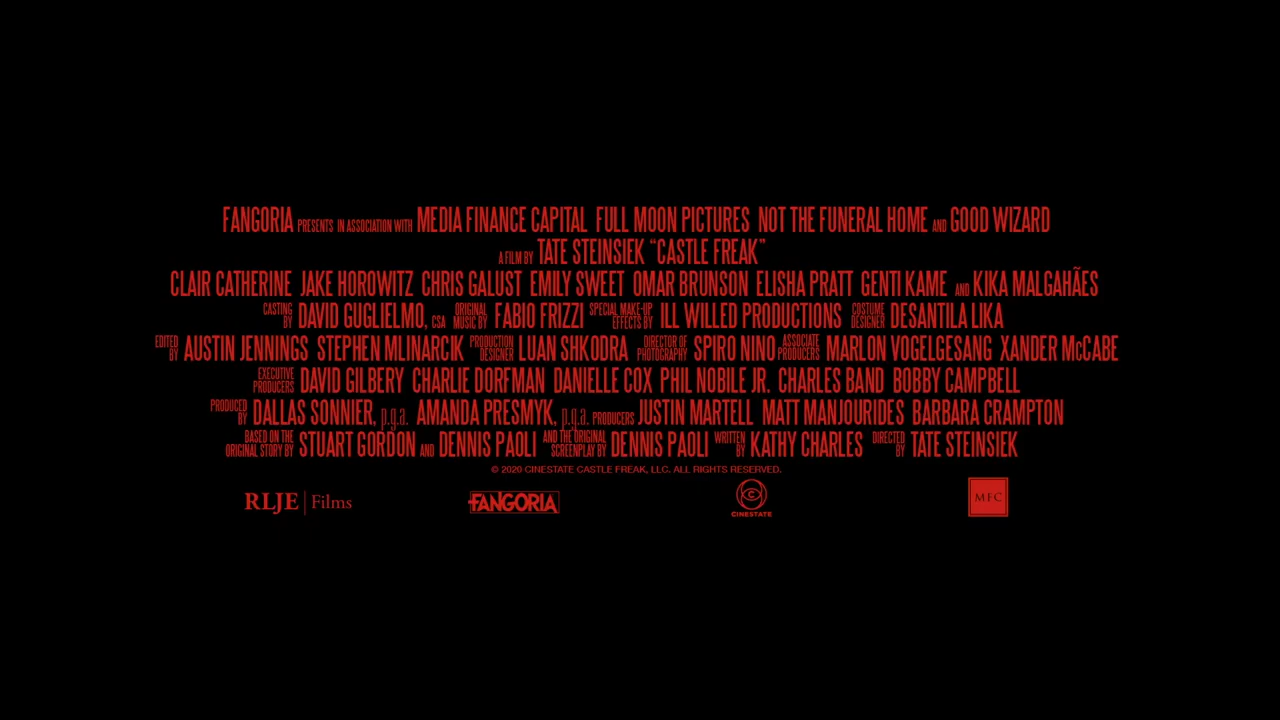 FANGORIA PRESENTS IN ASSOCIATION WITH MEDIA FINANCE CAPITAL FULL MOON PICTURES NOT THE FUNERAL HOME AND GOOD WIZARD
A FILM BY TATE STEINSIEK “CASTLE FREAK”
CLAIR CATHERINE JAKE HOROWITZ CHRIS GALUST EMILY SWEET OMAR BRUNSON ELISHA PRATT GENTI KAME AND KIKA MALGAHÃES
CASTING BY DAVID GUGLIELMO, CSA ORIGINAL MUSIC BY FABIO FRIZZI SPECIAL MAKE-UP EFFECTS BY ILL WILLED PRODUCTIONS COSTUME DESIGNER DESANTILA LIKA
EDITED BY AUSTIN JENNINGS STEPHEN MLINARCIK PRODUCTION DESIGNER LUAN SHKODRA DIRECTOR OF PHOTOGRAPHY SPIRO NINO ASSOCIATE PRODUCERS MARLON VOGELGESANG XANDER McCABE
EXECUTIVE PRODUCERS DAVID GILBERY CHARLIE DORFMAN DANIELLE COX PHIL NOBILE JR. CHARLES BAND BOBBY CAMPBELL
PRODUCED BY DALLAS SONNIER, p.g.a. AMANDA PRESMYK, p.g.a. PRODUCERS JUSTIN MARTELL MATT MANJOURIDES BARBARA CRAMPTON
BASED ON THE ORIGINAL STORY BY STUART GORDON AND DENNIS PAOLI AND THE ORIGINAL SCREENPLAY BY DENNIS PAOLI WRITTEN BY KATHY CHARLES DIRECTED BY TATE STEINSIEK
© 2020 CINESTATE CASTLE FREAK, LLC. ALL RIGHTS RESERVED.
RLJE Films FANGORIA CINESTATE MFC